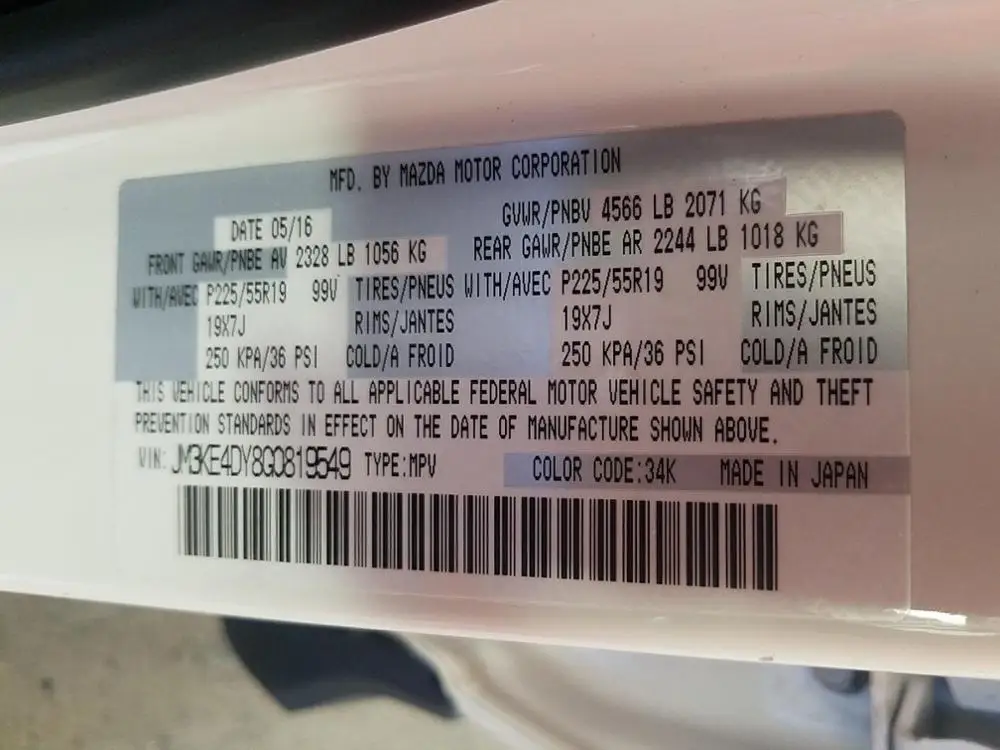 MFD. BY MAZDA MOTOR CORPORATION
DATE 05/16 GVWR/PNBV 4566 LB 2071 KG
FRONT GAWR/PNBE AV 2328 LB 1056 KG REAR GAWR/PNBE AR 2244 LB 1018 KG
WITH/AVEC P225/55R19 99V TIRES/PNEUS WITH/AVEC P225/55R19 99V TIRES/PNEUS
19X7J RIMS/JANTES 19X7J RIMS/JANTES
250 KPA/36 PSI COLD/A FROID 250 KPA/36 PSI COLD/A FROID
THIS VEHICLE CONFORMS TO ALL APPLICABLE FEDERAL MOTOR VEHICLE SAFETY AND THEFT
PREVENTION STANDARDS IN EFFECT ON THE DATE OF MANUFACTURE SHOWN ABOVE.
VIN: JM3KE4DY8G0819549 TYPE:MPV COLOR CODE:34K MADE IN JAPAN